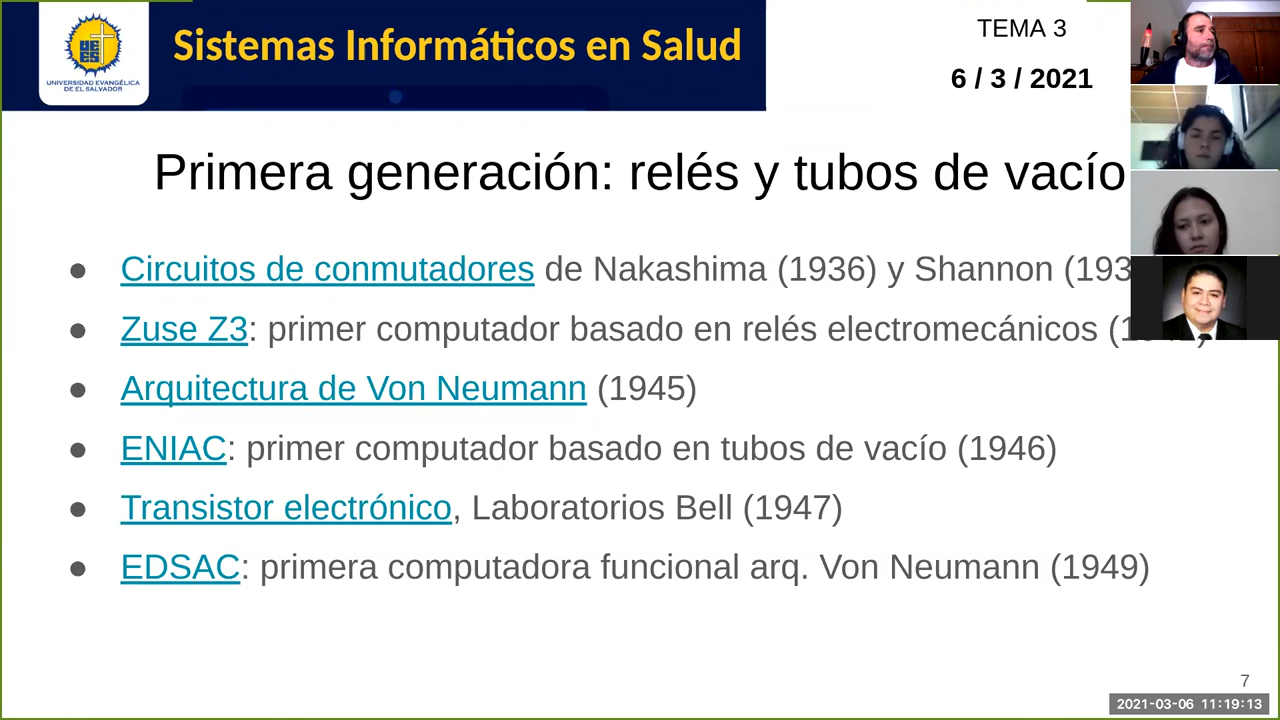 UNIVERSIDAD EVANGÉLICA
DE EL SALVADOR
Sistemas Informáticos en Salud
TEMA 3
6 / 3 / 2021
Primera generación: relés y tubos de vacío
● Circuitos de conmutadores de Nakashima (1936) y Shannon (193
● Zuse Z3: primer computador basado en relés electromecánicos (1
● Arquitectura de Von Neumann (1945)
● ENIAC: primer computador basado en tubos de vacío (1946)
● Transistor electrónico, Laboratorios Bell (1947)
● EDSAC: primera computadora funcional arq. Von Neumann (1949)
7
2021-03-06 11:19:13